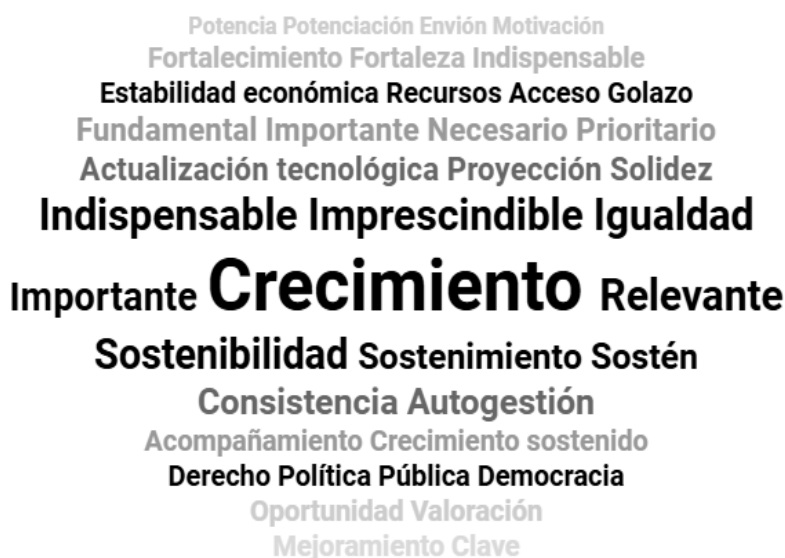 Potencia Potenciación Envión Motivación
Fortalecimiento Fortaleza Indispensable
Estabilidad económica Recursos Acceso Golazo
Fundamental Importante Necesario Prioritario
Actualización tecnológica Proyección Solidez
Indispensable Imprescindible Igualdad
Importante Crecimiento Relevante
Sostenibilidad Sostenimiento Sostén
Consistencia Autogestión
Acompañamiento Crecimiento sostenido
Derecho Política Pública Democracia
Oportunidad Valoración
Mejoramiento Clave